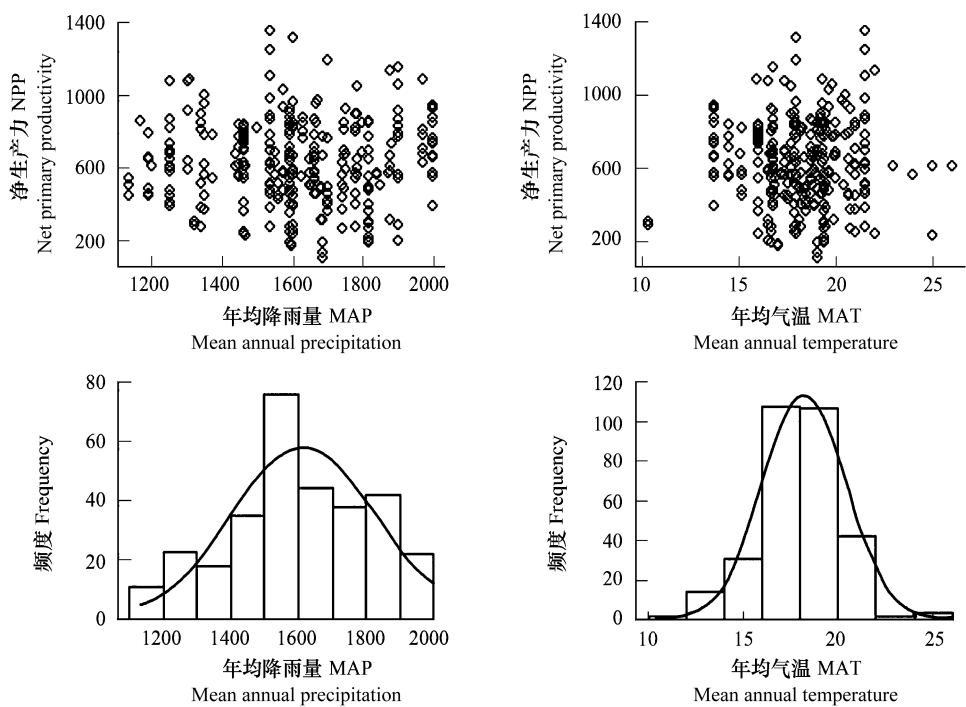 净生产力 NPP
Net primary productivity
1400
1000
600
200
1200 1400 1600 1800 2000
年均降雨量 MAP
Mean annual precipitation
净生产力 NPP
Net primary productivity
1400
1000
600
200
10 15 20 25
年均气温 MAT
Mean annual temperature
频度 Frequency
80
60
40
20
0
1200 1400 1600 1800 2000
年均降雨量 MAP
Mean annual precipitation
频度 Frequency
120
100
80
60
40
20
0
10 15 20 25
年均气温 MAT
Mean annual temperature